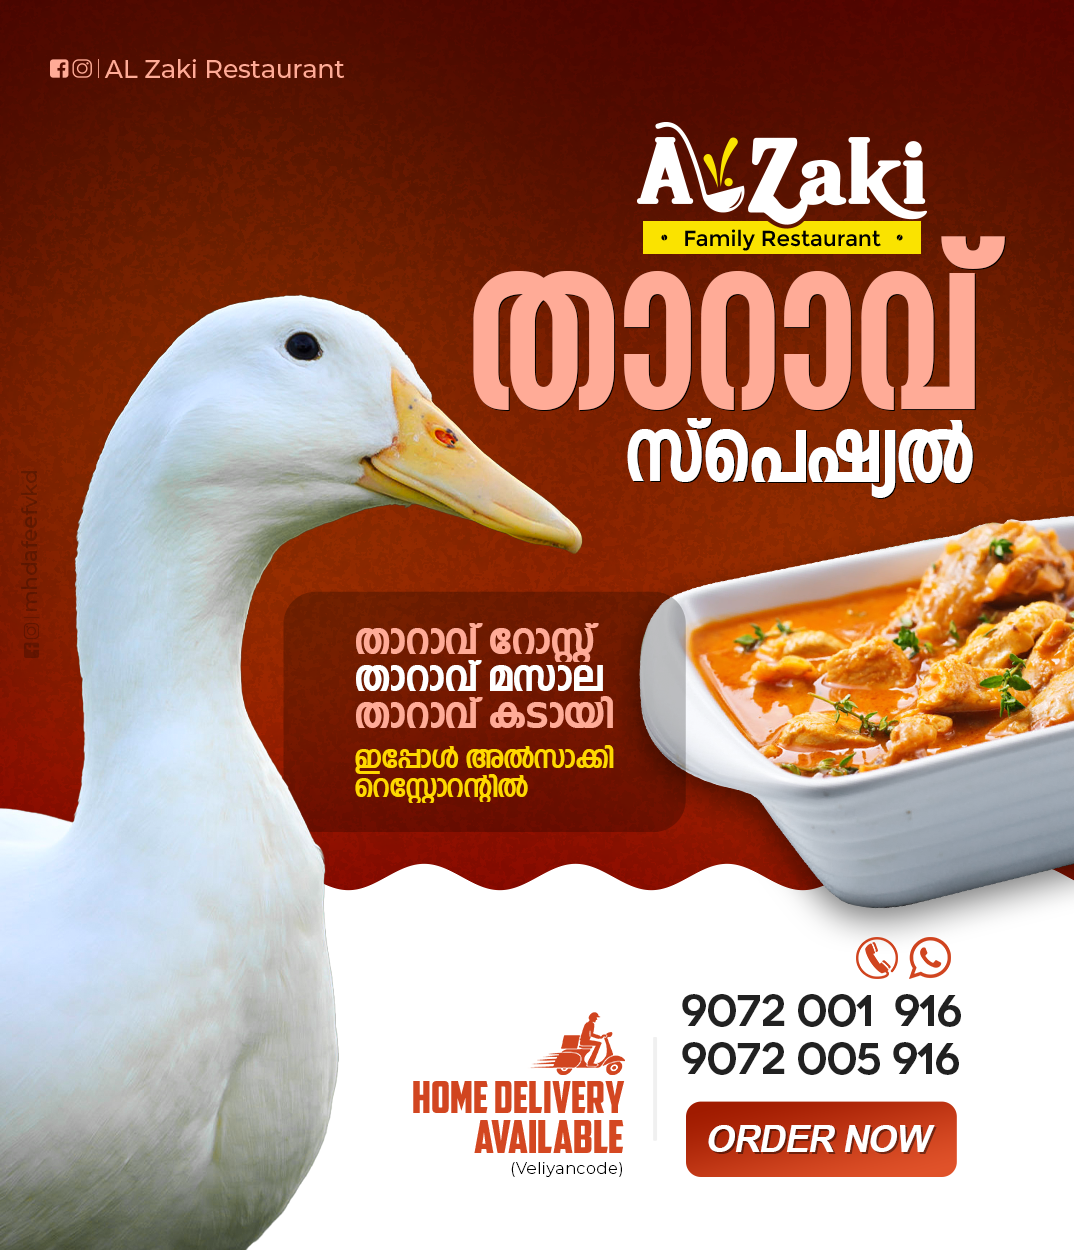 AL Zaki Restaurant
AL Zaki
Family Restaurant
താറാവ്
സ്പെഷ്യൽ
താറാവ് റോസ്റ്റ്
താറാവ് മസാല
താറാവ് കടായി
ഇപ്പോൾ അൽസാക്കി
റെസ്റ്റോറന്റിൽ
mhdafeefvkd
9072 001 916
9072 005 916
HOME DELIVERY
AVAILABLE
(Veliyancode)
ORDER NOW